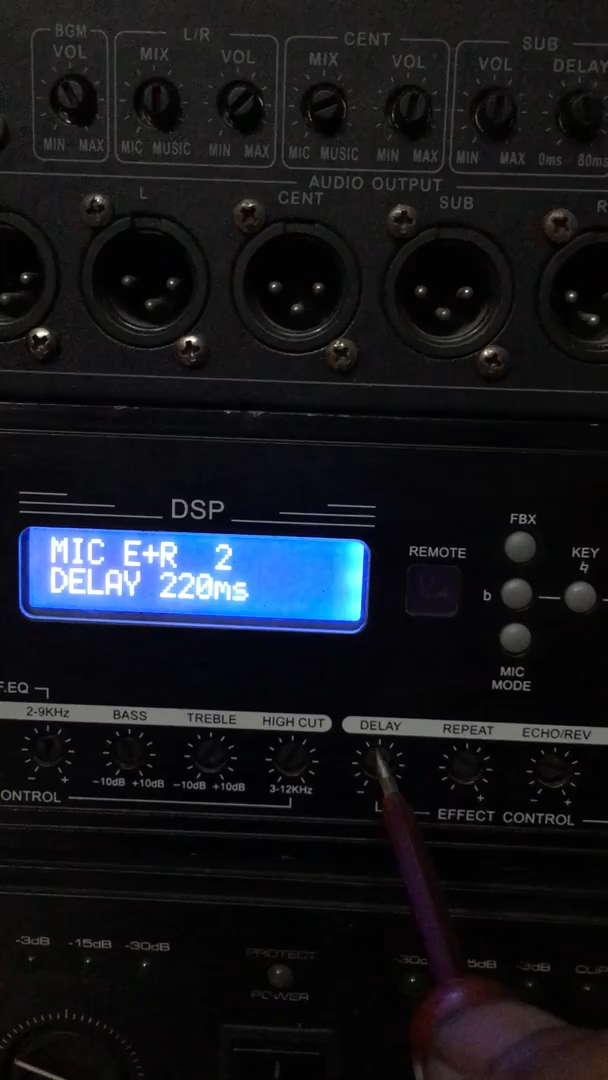 BGM
L/R
CENT
SUB
VOL
MIX
VOL
MIX
VOL
VOL
DELAY
MIN MAX
MIC MUSIC
MIN MAX
MIC MUSIC
MIN MAX
MIN MAX
0ms 80ms
AUDIO OUTPUT
L
CENT
SUB
R
DSP
MIC E+R 2
DELAY 220ms
REMOTE
FBX
KEY
b
MIC
MODE
F.EQ
2-9KHz
BASS
TREBLE
HIGH CUT
DELAY
REPEAT
ECHO/REV
- +
-10dB +10dB
-10dB +10dB
3-12KHz
-
+
- +
EFFECT CONTROL
-3dB
-15dB
-30dB
PROTECT
POWER
-3dB